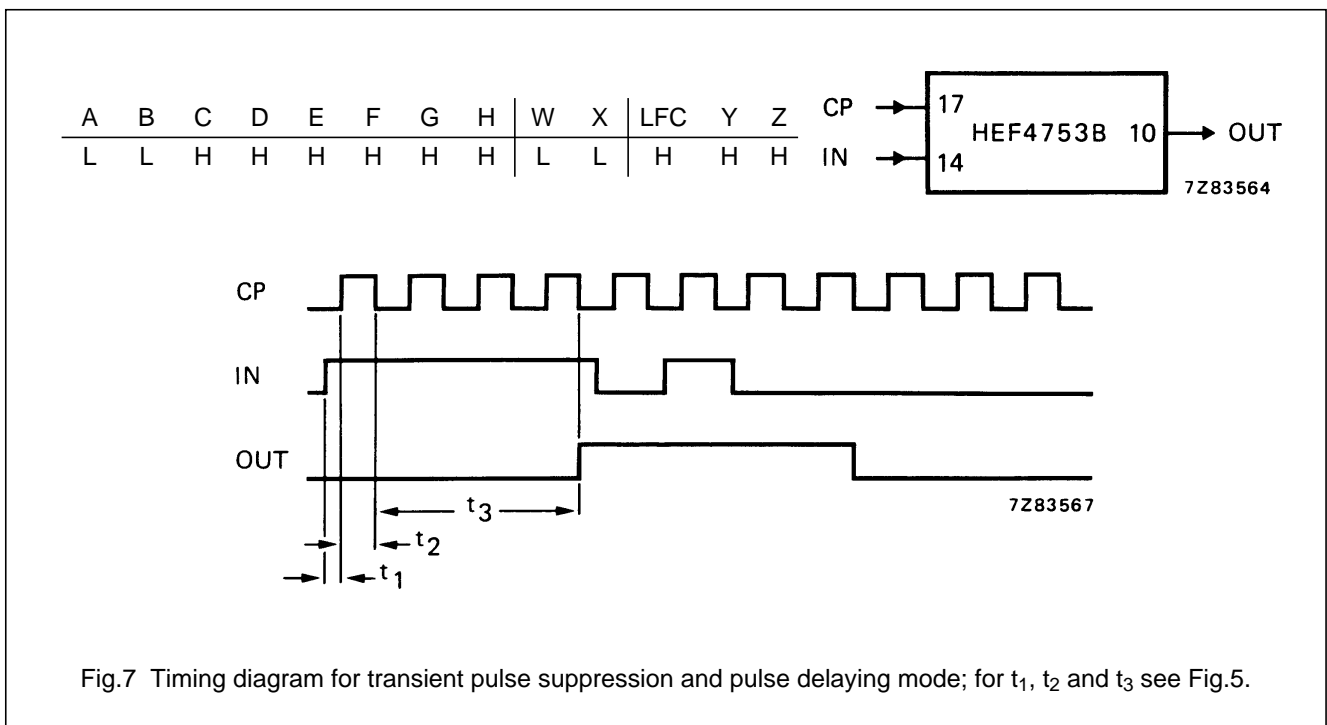 A B C D E F G H W X LFC Y Z
L L H H H H H H L L H H H
CP 17
HEF4753B 10 OUT
IN 14
7Z83564
CP
IN
OUT
t3
7Z83567
t2
t1
Fig.7 Timing diagram for transient pulse suppression and pulse delaying mode; for t1, t2 and t3 see Fig.5.